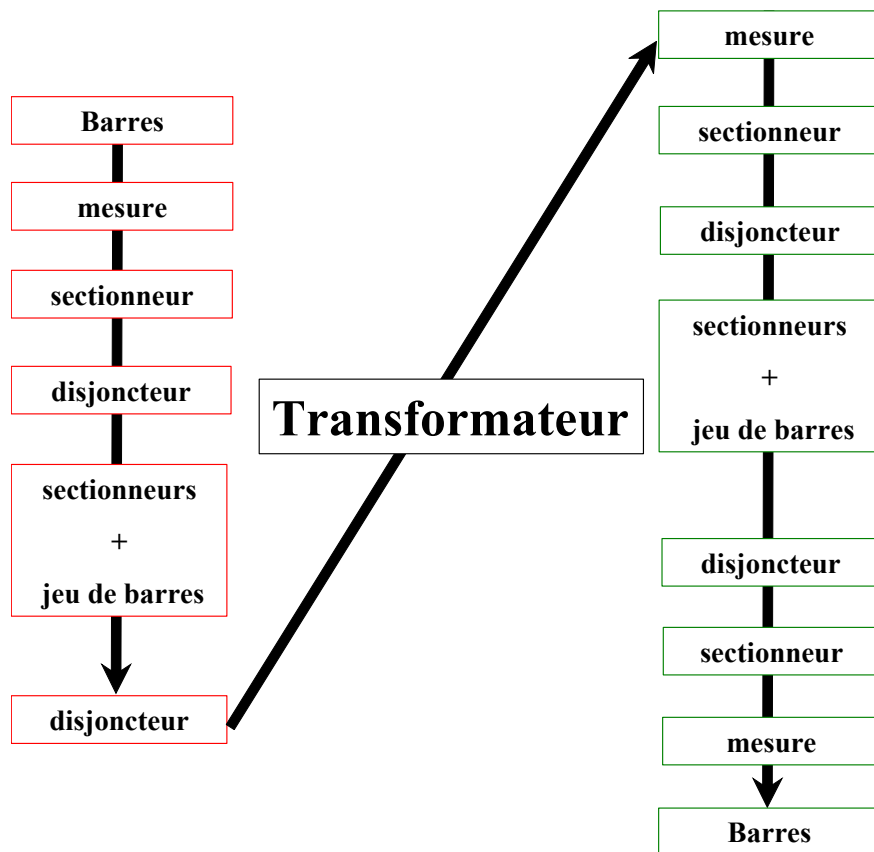 Barres
mesure
sectionneur
disjoncteur
sectionneurs
+
jeu de barres
disjoncteur
Transformateur
mesure
sectionneur
disjoncteur
sectionneurs
+
jeu de barres
disjoncteur
sectionneur
mesure
Barres